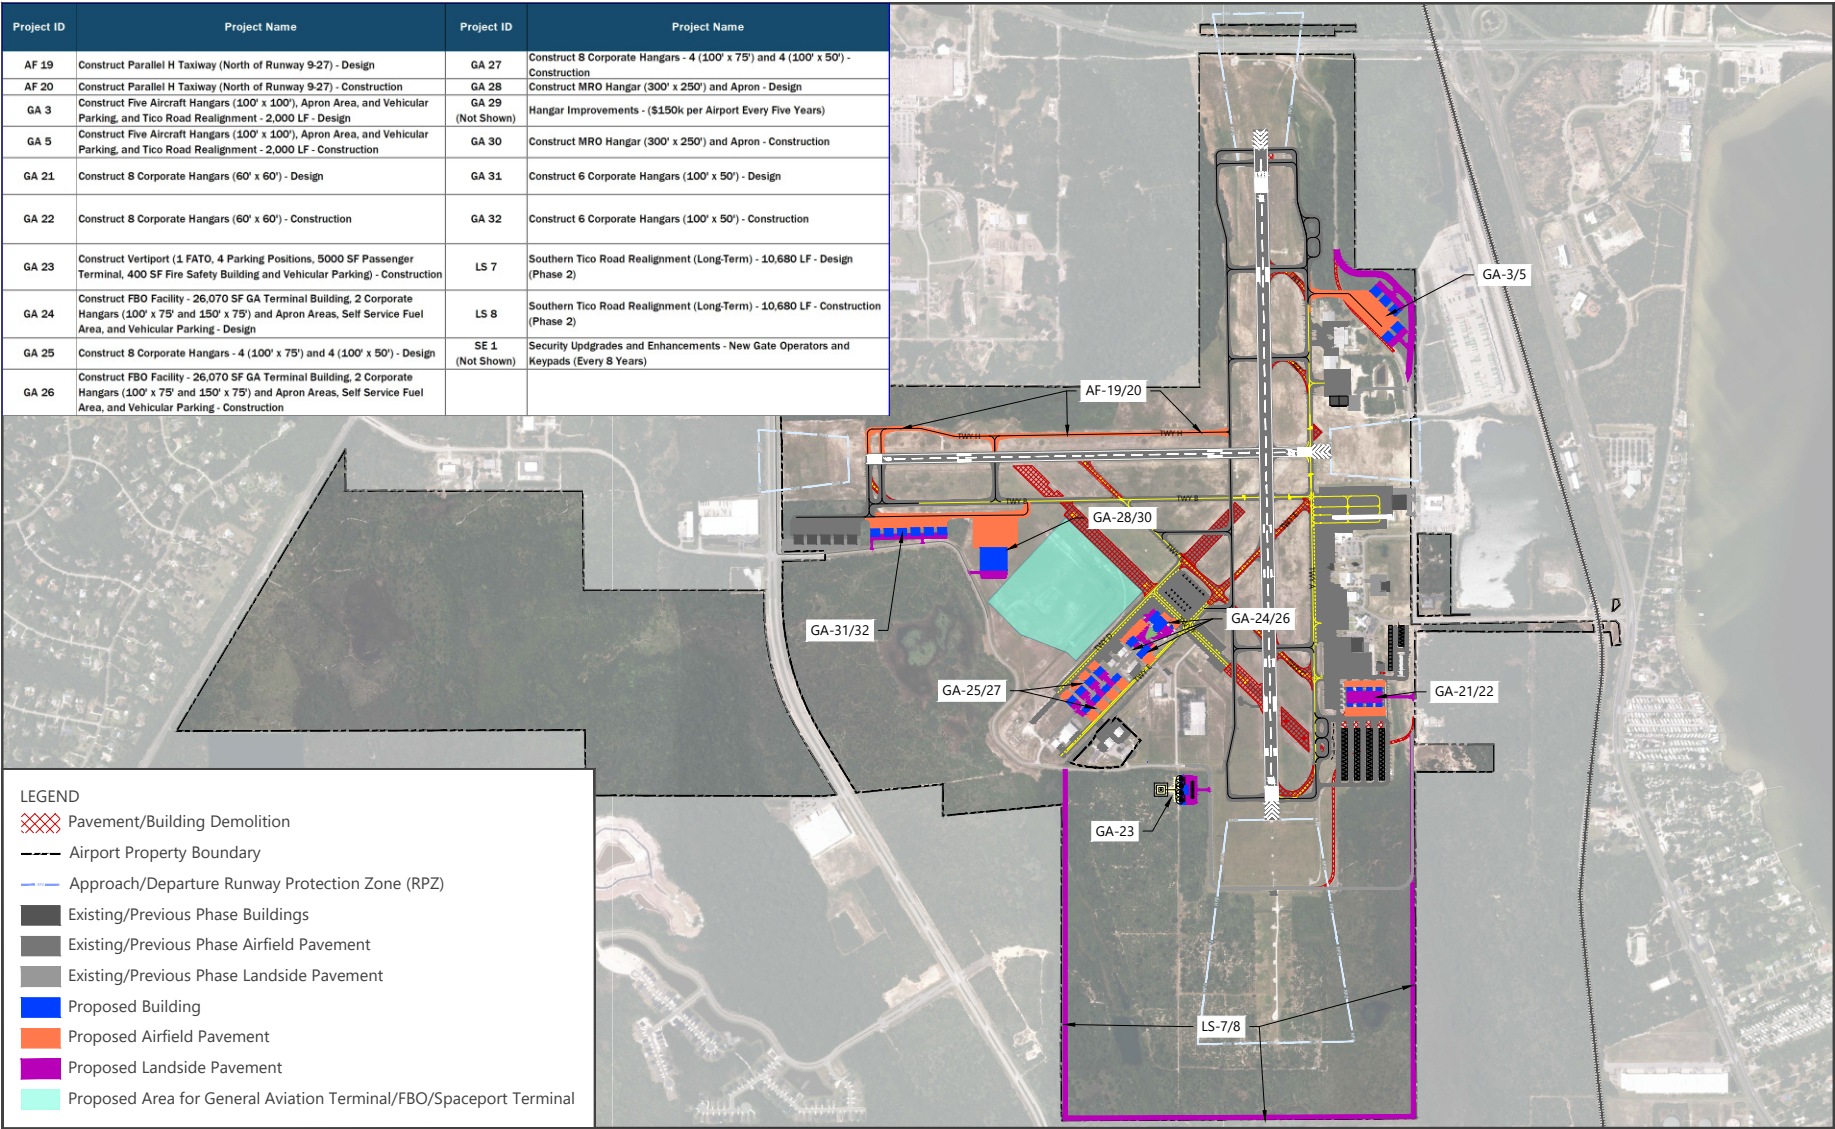 Project ID Project Name Project ID Project Name
AF 19 Construct Parallel H Taxiway (North of Runway 9-27) - Design
GA 27 Construct 8 Corporate Hangars - 4 (100' x 75') and 4 (100' x 50') -
Construction
AF 20 Construct Parallel H Taxiway (North of Runway 9-27) - Construction
GA 28 Construct MRO Hangar (300' x 250') and Apron - Design
GA 3 Construct Five Aircraft Hangars (100' x 100'), Apron Area, and Vehicular
Parking, and Tico Road Realignment - 2,000 LF - Design
GA 29
(Not Shown)
Hangar Improvements - ($150k per Airport Every Five Years)
GA 5 Construct Five Aircraft Hangars (100' x 100'), Apron Area, and Vehicular
Parking, and Tico Road Realignment - 2,000 LF - Construction
GA 30 Construct MRO Hangar (300' x 250') and Apron - Construction
GA 21 Construct 8 Corporate Hangars (60' x 60') - Design
GA 31 Construct 6 Corporate Hangars (100' x 50') - Design
GA 22 Construct 8 Corporate Hangars (60' x 60') - Construction
GA 32 Construct 6 Corporate Hangars (100' x 50') - Construction
GA 23 Construct Vertiport (1 FATO, 4 Parking Positions, 5000 SF Passenger
Terminal, 400 SF Fire Safety Building and Vehicular Parking) - Construction
LS 7 Southern Tico Road Realignment (Long-Term) - 10,680 LF - Design
(Phase 2)
GA 24 Construct FBO Facility - 26,070 SF GA Terminal Building, 2 Corporate
Hangars (100' x 75' and 150' x 75') and Apron Areas, Self Service Fuel
Area, and Vehicular Parking - Design
LS 8 Southern Tico Road Realignment (Long-Term) - 10,680 LF - Construction
(Phase 2)
GA 25 Construct 8 Corporate Hangars - 4 (100' x 75') and 4 (100' x 50') - Design
SE 1
(Not Shown)
Security Updgrades and Enhancements - New Gate Operators and
Keypads (Every 8 Years)
GA 26 Construct FBO Facility - 26,070 SF GA Terminal Building, 2 Corporate
Hangars (100' x 75' and 150' x 75') and Apron Areas, Self Service Fuel
Area, and Vehicular Parking - Construction
GA-3/5
AF-19/20
TWY H
TWY H
TWY B
TWY B
GA-28/30
GA-24/26
GA-31/32
GA-25/27
GA-21/22
GA-23
LS-7/8
LEGEND
Pavement/Building Demolition
Airport Property Boundary
Approach/Departure Runway Protection Zone (RPZ)
Existing/Previous Phase Buildings
Existing/Previous Phase Airfield Pavement
Existing/Previous Phase Landside Pavement
Proposed Building
Proposed Airfield Pavement
Proposed Landside Pavement
Proposed Area for General Aviation Terminal/FBO/Spaceport Terminal